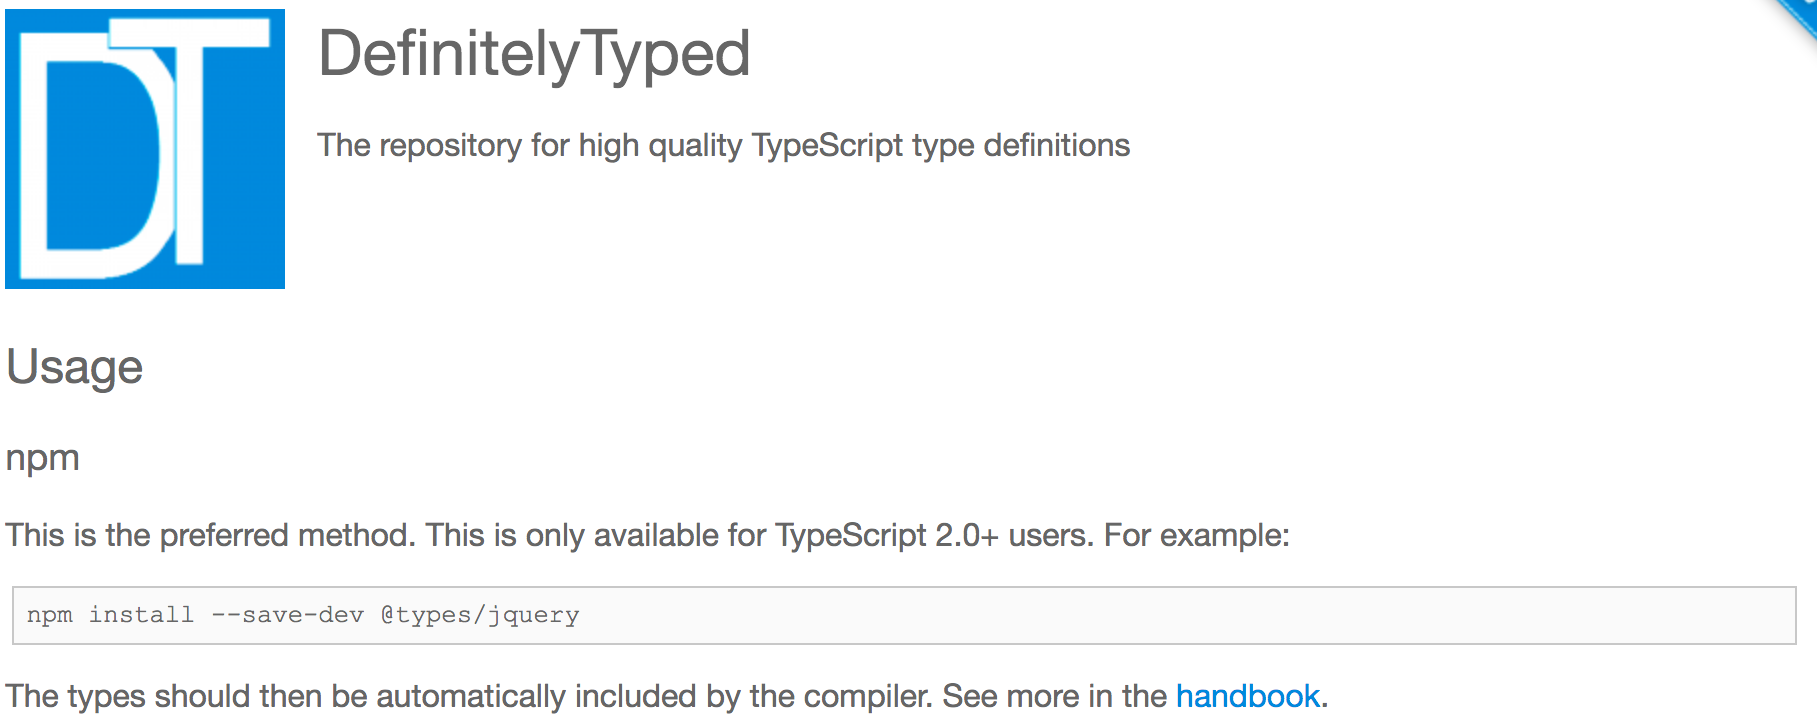 DT
DefinitelyTyped
The repository for high quality TypeScript type definitions
Usage
npm
This is the preferred method. This is only available for TypeScript 2.0+ users. For example:
npm install --save-dev @types/jquery
The types should then be automatically included by the compiler. See more in the handbook.